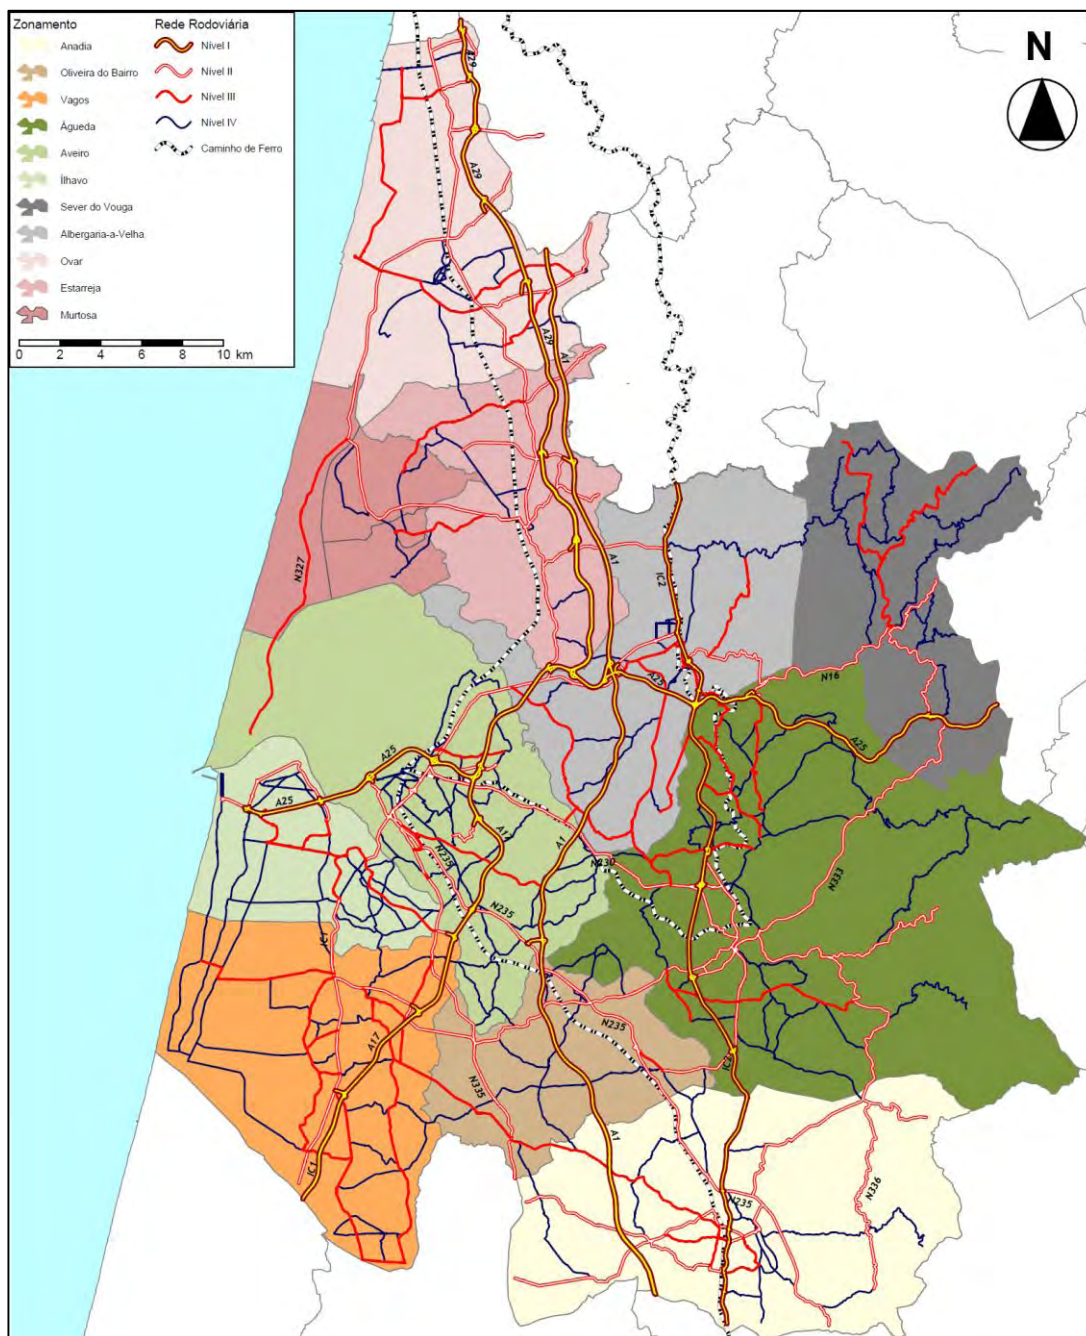 Zonamento
Rede Rodoviária
Anadia
Nível I
Oliveira do Bairro
Nível II
Vagos
Nível III
Águeda
Nível IV
Aveiro
Caminho de Ferro
Ílhavo
Sever do Vouga
Albergaria-a-Velha
Ovar
Estarreja
Murtosa
0 2 4 6 8 10 km
N
A29
A29
A29
A1
N327
A1
IC2
A25
N16
A25
A25
A25
A17
A1
N235
N230
N333
N235
IC1
A17
N235
N335
IC2
A1
IC1
N235
N336